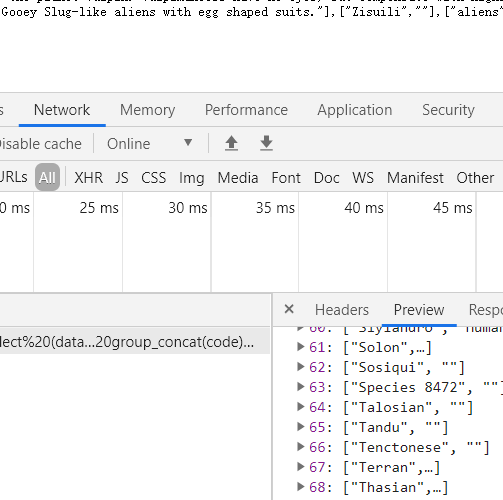 Gooey Slug-like aliens with egg shaped suits."],["Zisuili",""],["aliens"
s Network Memory Performance Application Security
Disable cache Online
URLs All XHR JS CSS Img Media Font Doc WS Manifest Other
0 ms 25 ms 30 ms 35 ms 40 ms 45 ms
× Headers Preview Respo
lect%20(data...20group_concat(code)...
60: ["Slylandro", "Human
61: ["Solon",…]
62: ["Sosiqui", ""]
63: ["Species 8472", ""]
64: ["Talosian", ""]
65: ["Tandu", ""]
66: ["Tenctonese", ""]
67: ["Terran",…]
68: ["Thasian",…]